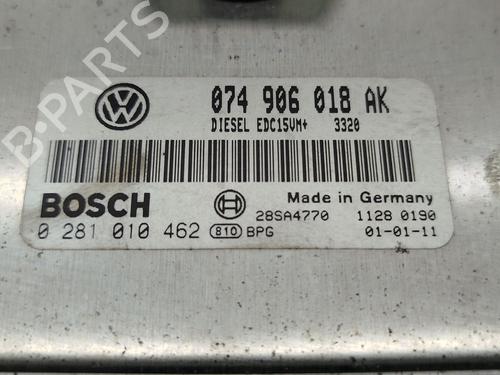 074 906 018 AK
DIESEL EDC15VM+ 3320
BOSCH
Made in Germany
28SA4770 1128 0190
0 281 010 462 810 BPG 01-01-11
B-PARTS